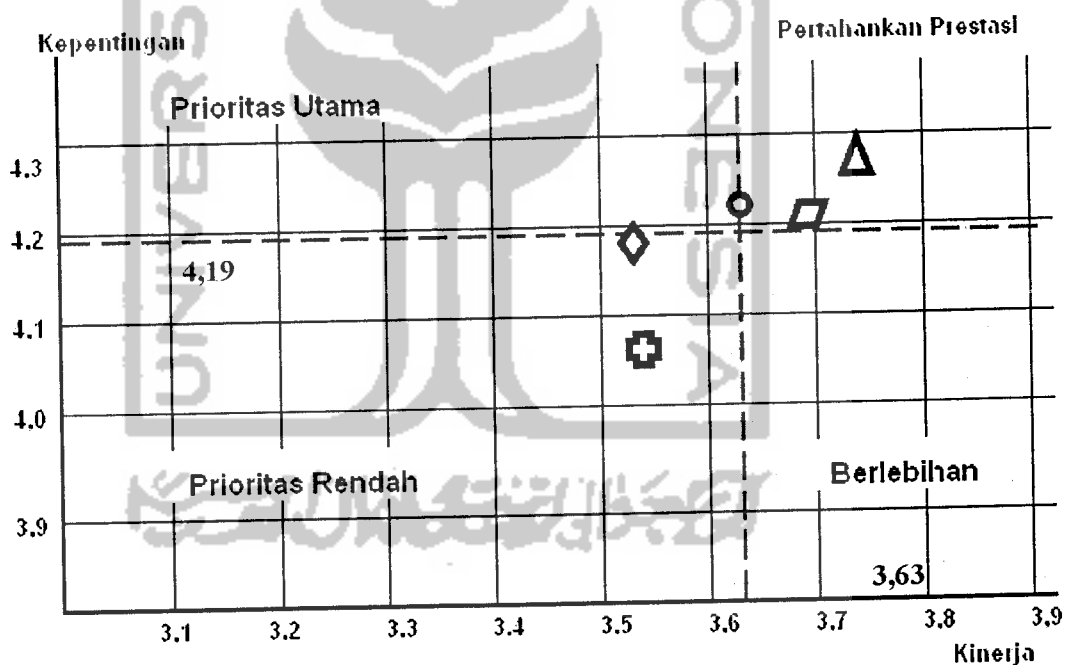 Kepentingan
Pertahankan Prestasi
Prioritas Utama
4.3
4.2
4,19
4.1
4.0
Prioritas Rendah
Berlebihan
3.9
3,63
3.1 3.2 3.3 3.4 3.5 3.6 3.7 3.8 3.9
Kinerja
UNIVERS
ONESIA